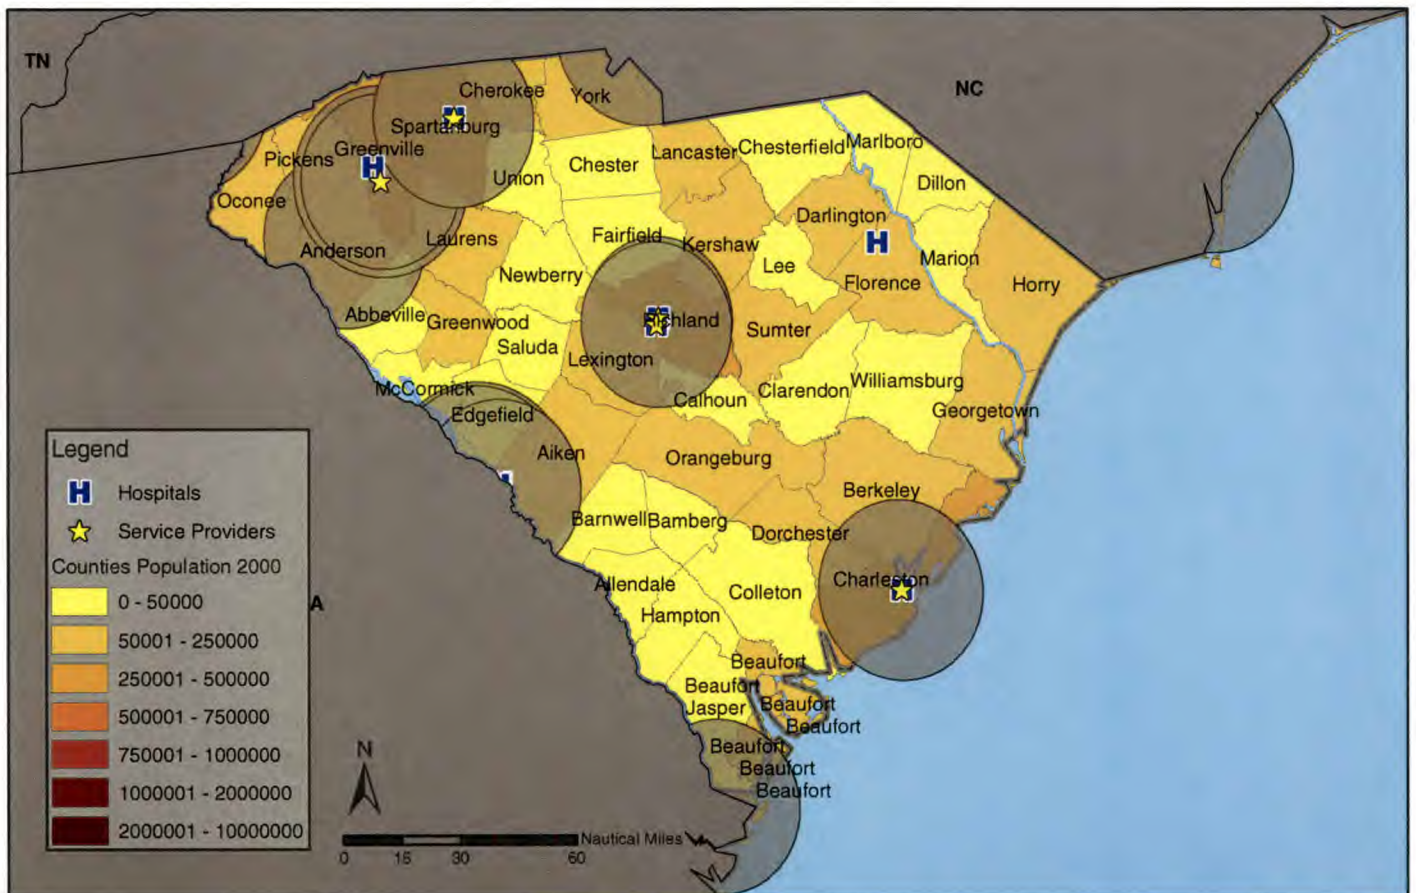 TN
NC
Cherokee
York
Spartanburg
Greenville
Pickens
Oconee
Union
Chester
Lancaster
Chesterfield
Marlboro
Dillon
Anderson
Laurens
Fairfield
Kershaw
Darlington
H
H
Lee
Marion
Newberry
Florence
Horry
Abbeville
Greenwood
Richland
Sumter
Saluda
Lexington
McCormick
Calhoun
Clarendon
Williamsburg
Edgefield
Georgetown
Aiken
Orangeburg
Berkeley
Barnwell
Bamberg
Dorchester
Allendale
Charleston
Colleton
Hampton
Beaufort
Beaufort
Jasper
Beaufort
Beaufort
Beaufort
Beaufort
Beaufort
Legend
H Hospitals
Service Providers
Counties Population 2000
0 - 50000
A
50001 - 250000
250001 - 500000
500001 - 750000
750001 - 1000000
1000001 - 2000000
2000001 - 10000000
N
Nautical Miles
0 15 30 60